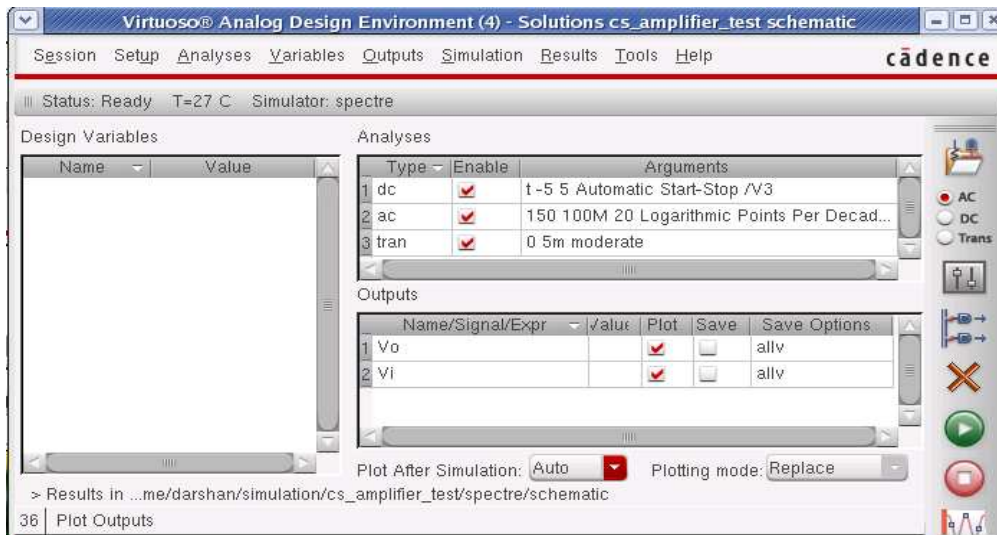 Virtuoso® Analog Design Environment (4) - Solutions cs_amplifier_test schematic
Session Setup Analyses Variables Outputs Simulation Results Tools Help
cādence
Status: Ready T=27 C Simulator: spectre
Design Variables
Name Value
Analyses
Type Enable Arguments
1 dc t -5 5 Automatic Start-Stop /V3
2 ac 150 100M 20 Logarithmic Points Per Decad...
3 tran 0 5m moderate
AC
DC
Trans
Outputs
Name/Signal/Expr Value Plot Save Save Options
1 Vo allv
2 Vi allv
Plot After Simulation: Auto Plotting mode: Replace
> Results in ...me/darshan/simulation/cs_amplifier_test/spectre/schematic
36 Plot Outputs